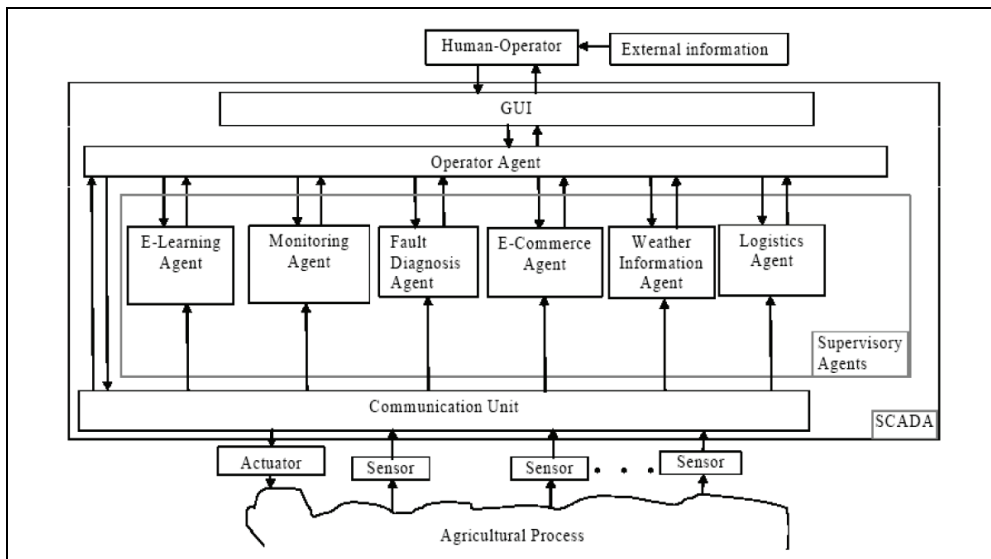 Human-Operator
External information
GUI
Operator Agent
E-Learning
Agent
Monitoring
Agent
Fault
Diagnosis
Agent
E-Commerce
Agent
Weather
Information
Agent
Logistics
Agent
Supervisory
Agents
Communication Unit
SCADA
Actuator
Sensor
Sensor
Sensor
Agricultural Process